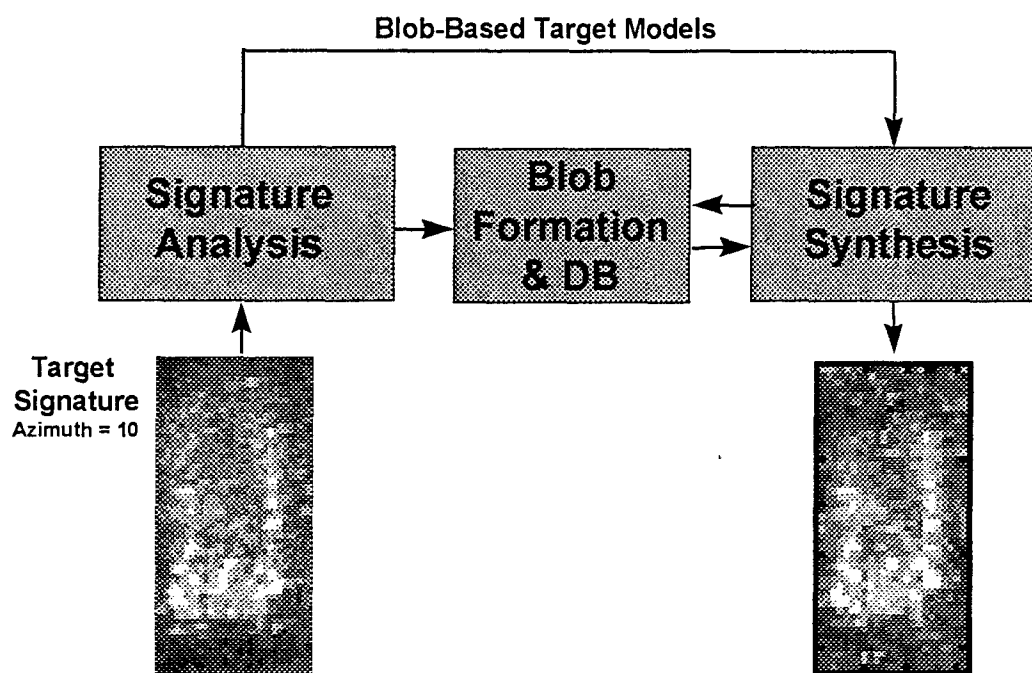 Blob-Based Target Models
Signature
Analysis
Blob
Formation
& DB
Signature
Synthesis
Target
Signature
Azimuth = 10